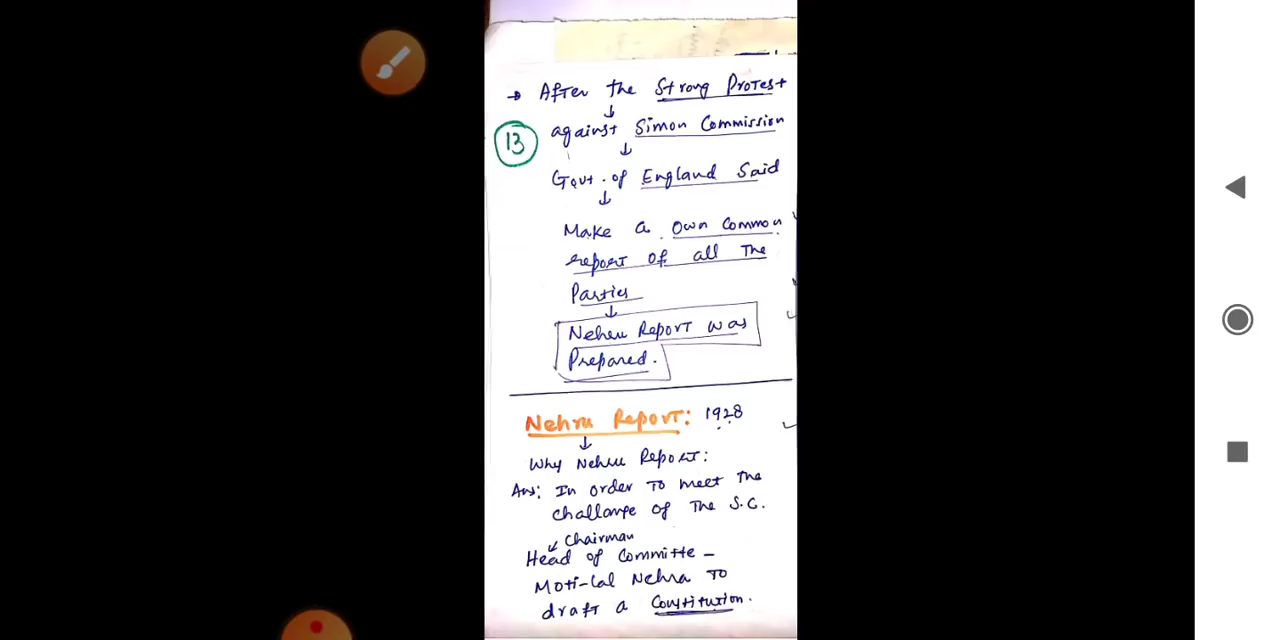 → After the Strong Protest
↓
13 against Simon Commission
↓
Govt. of England Said
↓
Make a own common
report of all The
Parties
↓
Nehru Report was
Prepared.
Nehru Report: 1928
↓
Why Nehru Report:
Ans: In order To meet The
challange of The S.C.
↙ Chairman
Head of Committe –
Moti-Lal Nehru To
draft a Constitution.